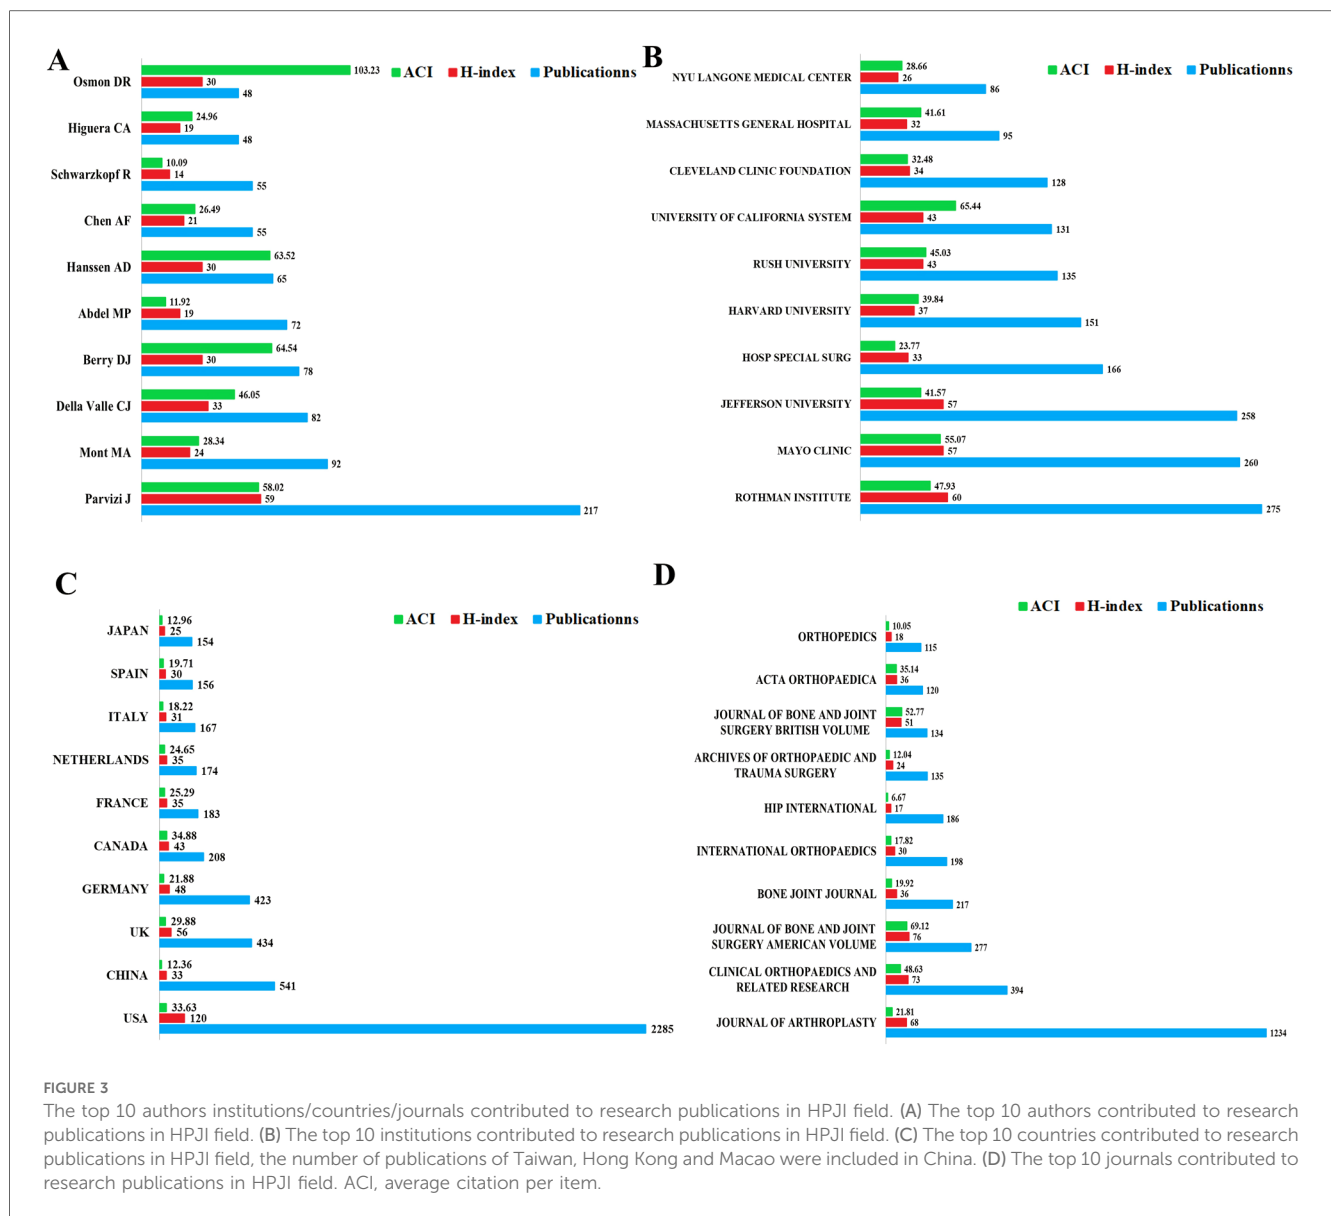 A
ACI H-index Publicationns
Osmon DR
103.23
30
48
Higuera CA
24.96
19
48
Schwarzkopf R
10.09
14
55
Chen AF
26.49
21
55
Hanssen AD
63.52
30
65
Abdel MP
11.92
19
72
Berry DJ
64.54
30
78
Della Valle CJ
46.05
33
82
Mont MA
28.34
24
92
Parvizi J
58.02
59
217
B
ACI H-index Publicationns
NYU LANGONE MEDICAL CENTER
28.66
26
86
MASSACHUSETTS GENERAL HOSPITAL
41.61
32
95
CLEVELAND CLINIC FOUNDATION
32.48
34
128
UNIVERSITY OF CALIFORNIA SYSTEM
65.44
43
131
RUSH UNIVERSITY
45.03
43
135
HARVARD UNIVERSITY
39.84
37
151
HOSP SPECIAL SURG
23.77
33
166
JEFFERSON UNIVERSITY
41.57
57
258
MAYO CLINIC
55.07
57
260
ROTHMAN INSTITUTE
47.93
60
275
C
ACI H-index Publicationns
JAPAN
12.96
25
154
SPAIN
19.71
30
156
ITALY
18.22
31
167
NETHERLANDS
24.65
35
174
FRANCE
25.29
35
183
CANADA
34.88
43
208
GERMANY
21.88
48
423
UK
29.88
56
434
CHINA
12.36
33
541
USA
33.63
120
2285
D
ACI H-index Publicationns
ORTHOPEDICS
10.05
18
115
ACTA ORTHOPAEDICA
35.14
36
120
JOURNAL OF BONE AND JOINT
SURGERY BRITISH VOLUME
52.77
51
134
ARCHIVES OF ORTHOPAEDIC AND
TRAUMA SURGERY
12.04
24
135
HIP INTERNATIONAL
6.67
17
186
INTERNATIONAL ORTHOPAEDICS
17.82
30
198
BONE JOINT JOURNAL
19.92
36
217
JOURNAL OF BONE AND JOINT
SURGERY AMERICAN VOLUME
69.12
76
277
CLINICAL ORTHOPAEDICS AND
RELATED RESEARCH
48.63
73
394
JOURNAL OF ARTHROPLASTY
21.81
68
1234
FIGURE 3
The top 10 authors institutions/countries/journals contributed to research publications in HPJI field. (A) The top 10 authors contributed to research
publications in HPJI field. (B) The top 10 institutions contributed to research publications in HPJI field. (C) The top 10 countries contributed to research
publications in HPJI field, the number of publications of Taiwan, Hong Kong and Macao were included in China. (D) The top 10 journals contributed to
research publications in HPJI field. ACI, average citation per item.